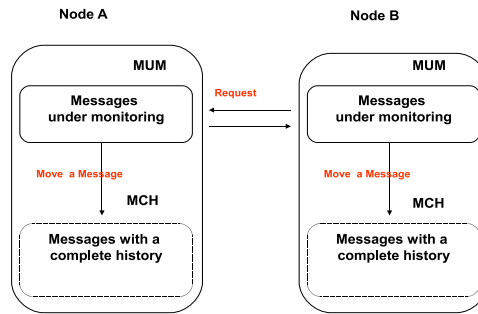 Node A
Node B
MUM
MUM
Messages
under monitoring
Request
Messages
under monitoring
Move a Message
Move a Message
MCH
MCH
Messages with a
complete history
Messages with a
complete history